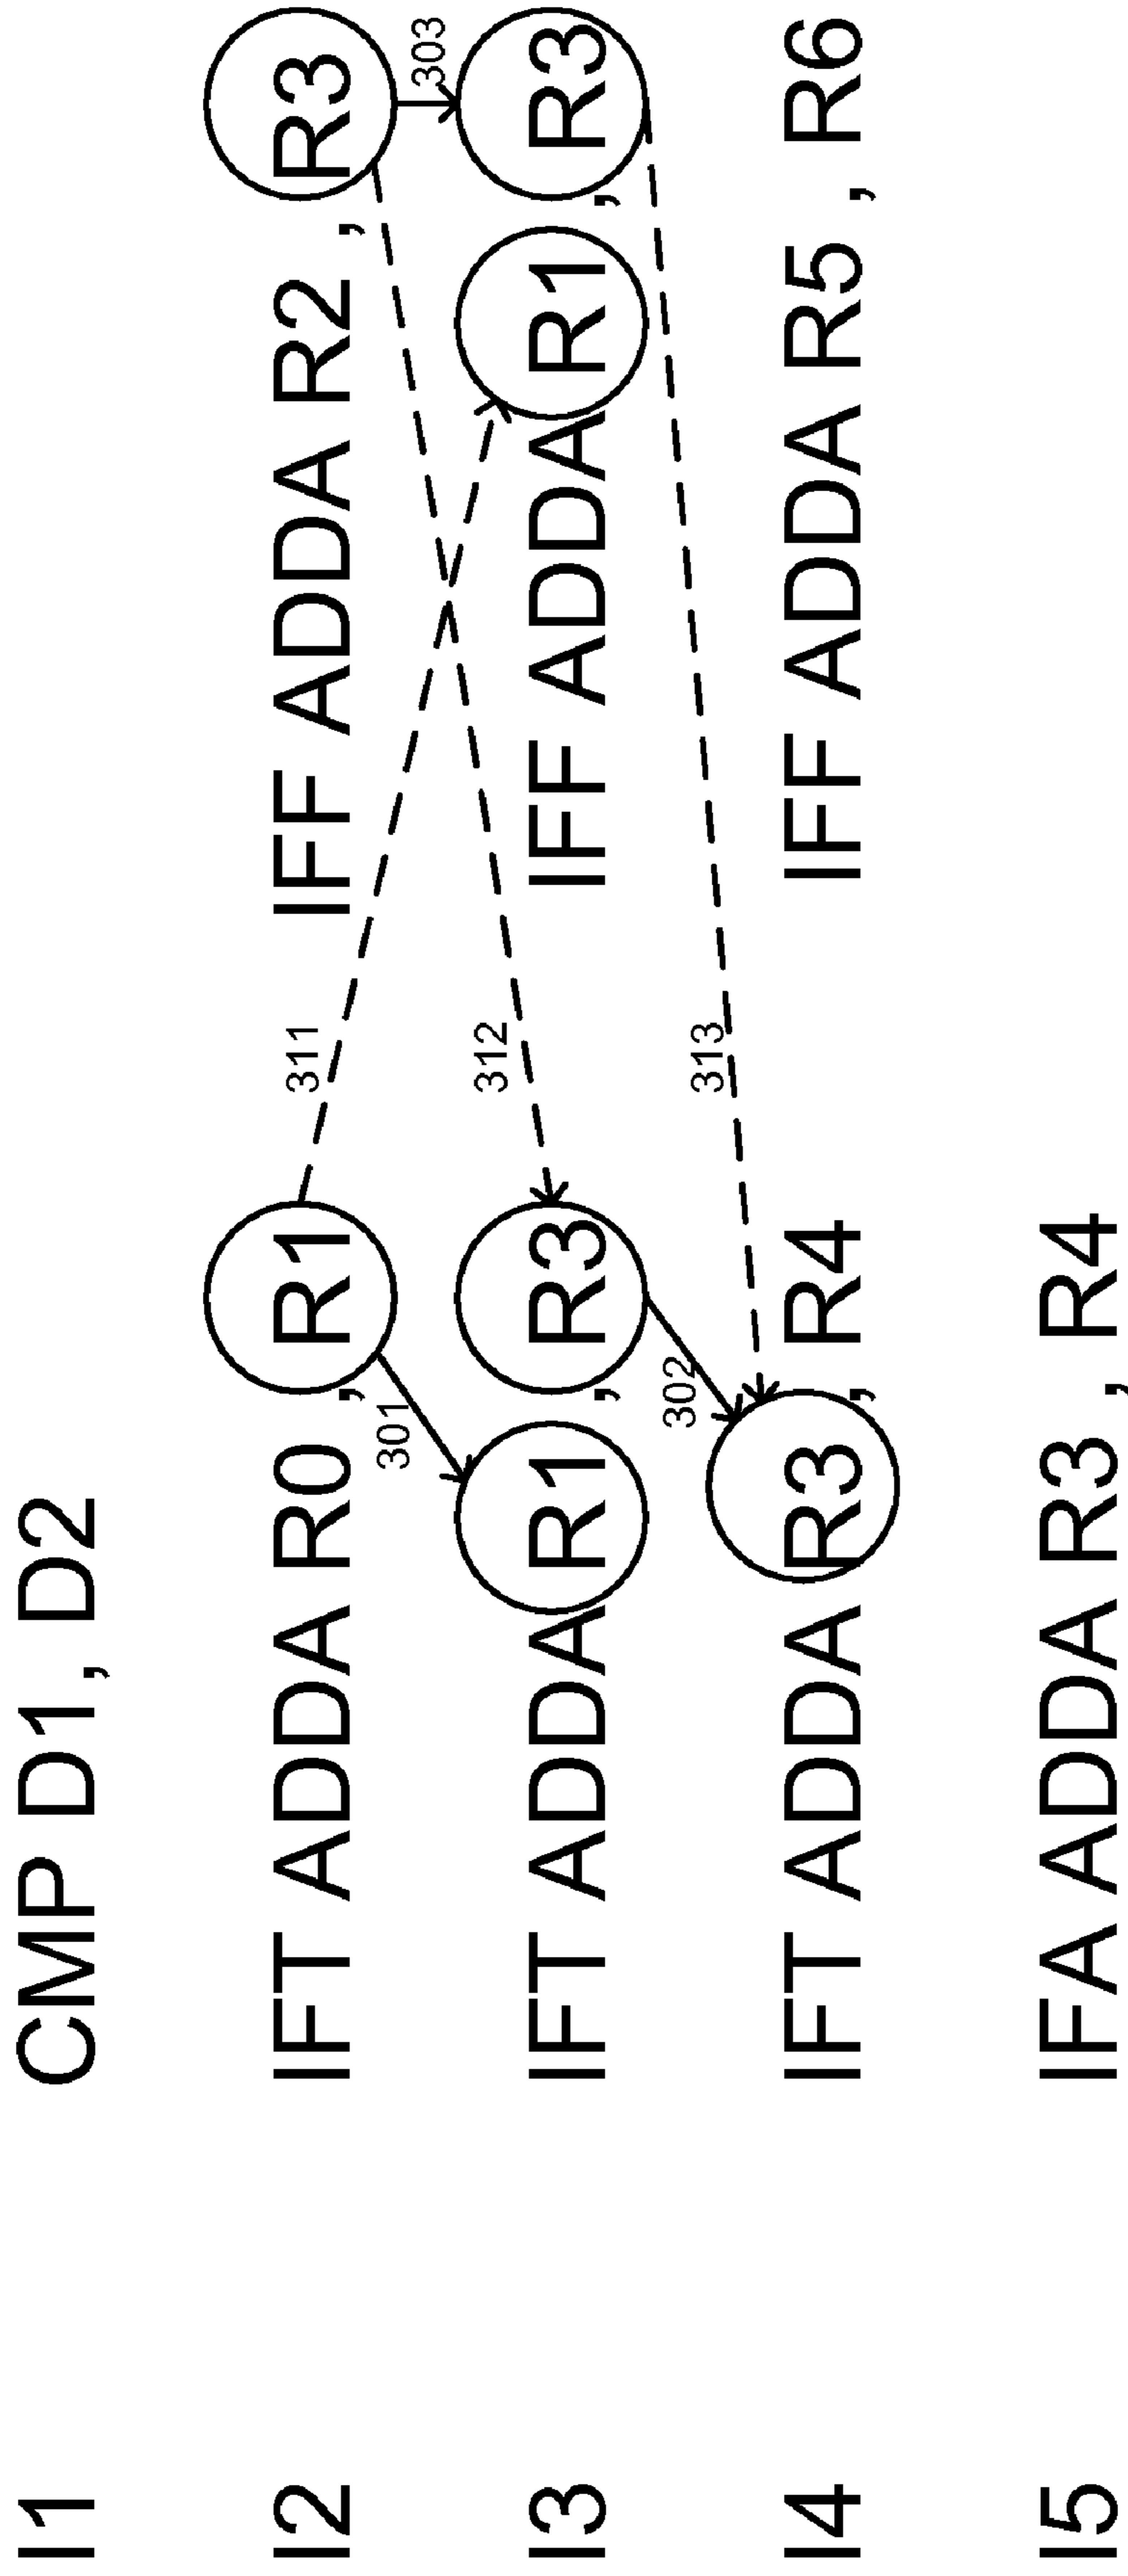 I1 CMP D1, D2
I2 IFT ADDA R0, R1 IFF ADDA R2 , R3
311
301
303
I3 IFT ADDA R1, R3 IFF ADDA R1, R3
312
302
313
I4 IFT ADDA R3, R4 IFF ADDA R5 , R6
I5 IFA ADDA R3 , R4